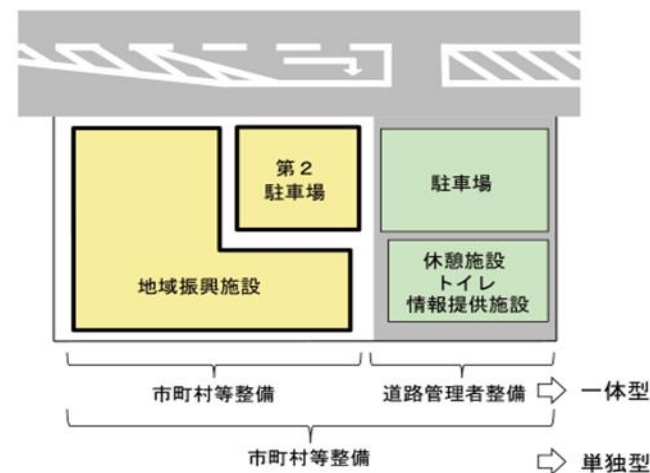 第２
駐車場
駐車場
地域振興施設
休憩施設
トイレ
情報提供施設
市町村等整備
道路管理者整備
一体型
市町村等整備
単独型